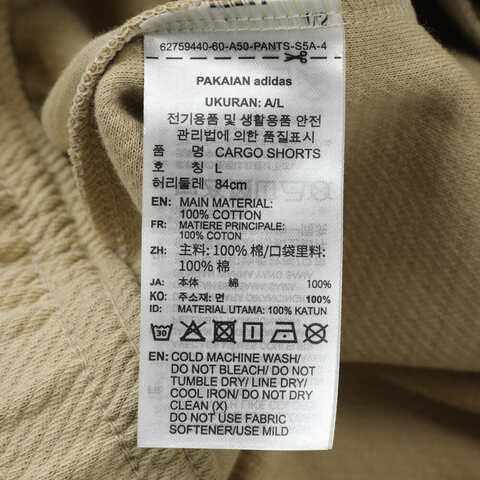 1/2
62759440-60-A50-PANTS-S5A-4
PAKAIAN adidas
UKURAN: A/L
전기용품 및 생활용품 안전
관리법에 의한 품질표시
품 명 CARGO SHORTS
호 칭 L
허리둘레 84cm
EN: MAIN MATERIAL:
100% COTTON
FR: MATIERE PRINCIPALE:
100% COTON
ZH: 主料: 100% 棉/口袋里料:
100% 棉
JA: 本体 綿 100%
KO: 주소재: 면 100%
ID: MATERIAL UTAMA: 100% KATUN
30
EN: COLD MACHINE WASH/
DO NOT BLEACH/ DO NOT
TUMBLE DRY/ LINE DRY/
COOL IRON/ DO NOT DRY
CLEAN (X)
DO NOT USE FABRIC
SOFTENER/USE MILD